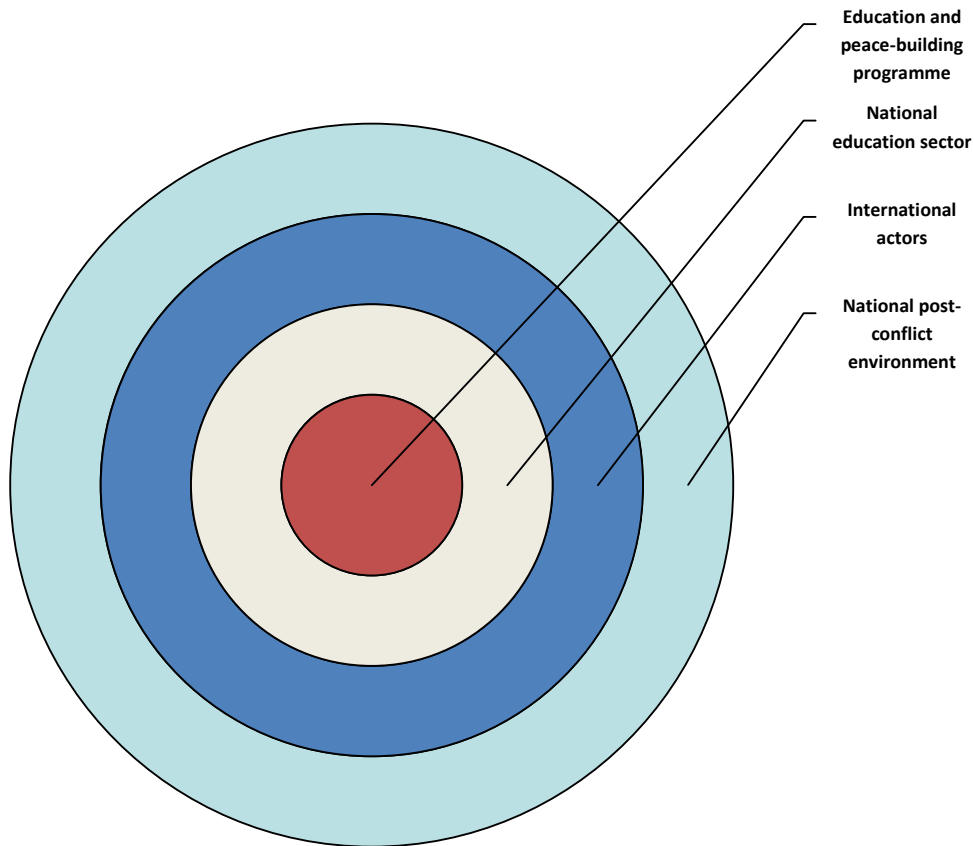 Education and
peace-building
programme
National
education sector
International
actors
National post-
conflict
environment